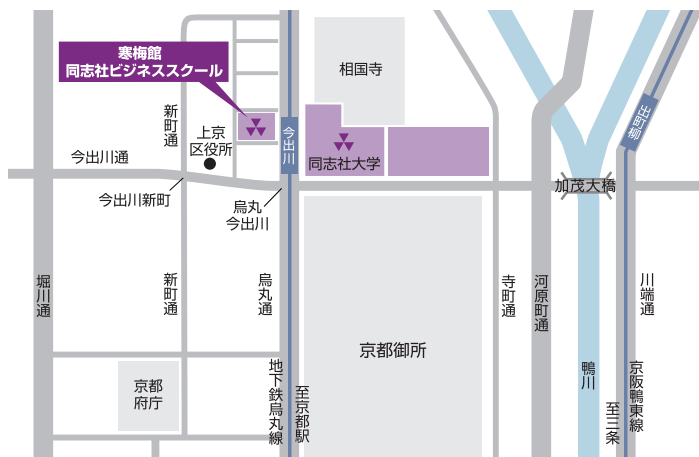 寒梅館
同志社ビジネススクール
相国寺
新町通
上京
区役所
今出川
同志社大学
出町柳
今出川通
今出川新町
烏丸
今出川
加茂大橋
堀川通
新町通
烏丸通
寺町通
河原町通
川端通
京都御所
京都
府庁
地下鉄烏丸線
至京都駅
鴨川
至三条
京阪鴨東線